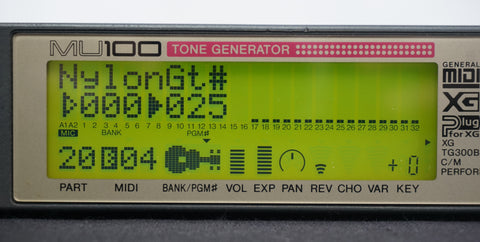 MU100 TONE GENERATOR
NylonGt#
000 025
A1 A2 1 2 3 4 5 6 7 8 9 10 11 12 13 14 15 16 17 18 19 20 21 22 23 24 25 26 27 28 29 30 31 32
MIC BANK PGM#
20 B04 + 0
PART MIDI BANK/PGM# VOL EXP PAN REV CHO VAR KEY
GENERAL
MIDI
XG
Plug
for XG
XG
TG300B
C/M
PERFOR